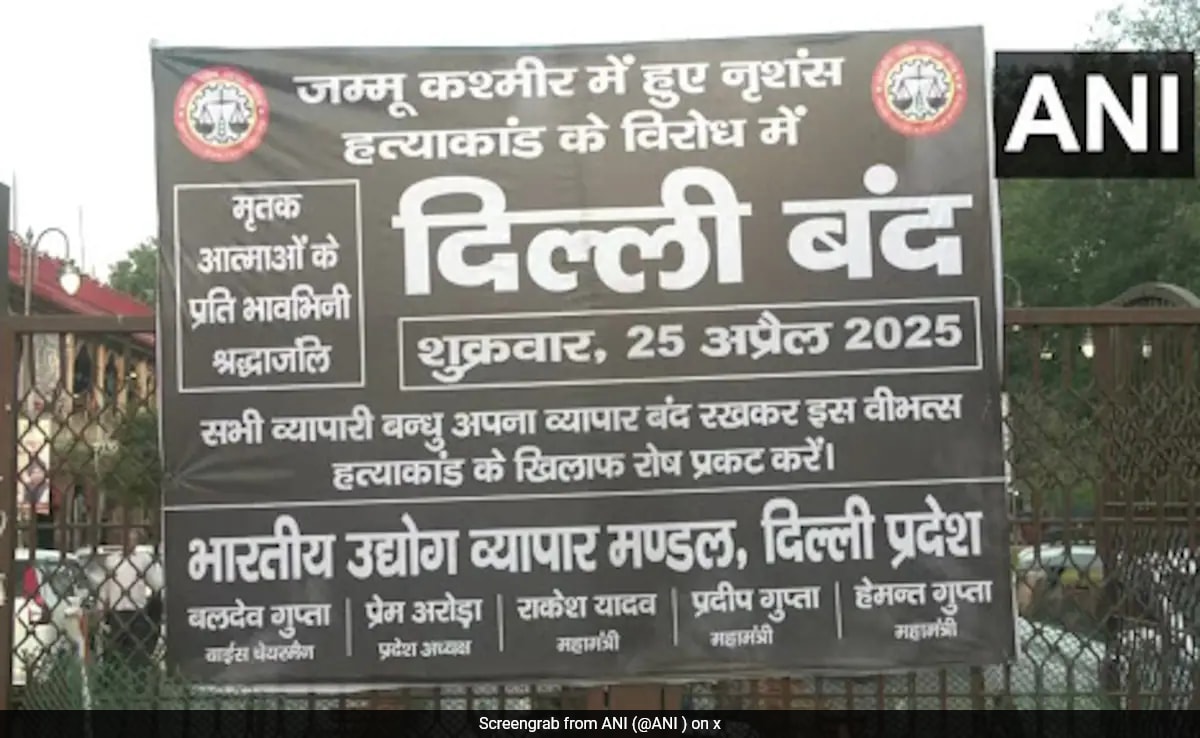 जम्मू कश्मीर में हुए नृशंस
हत्याकांड के विरोध में
मृतक
आत्माओं के
प्रति भावभिनी
श्रद्धाजंलि
दिल्ली बंद
शुक्रवार, 25 अप्रैल 2025
सभी व्यापारी बन्धु अपना व्यापार बंद रखकर इस वीभत्स
हत्याकांड के खिलाफ रोष प्रकट करें।
भारतीय उद्योग व्यापार मण्डल, दिल्ली प्रदेश
बलदेव गुप्ता
वाईस चेयरमैन
प्रेम अरोड़ा
प्रदेश अध्यक्ष
राकेश यादव
महामंत्री
प्रदीप गुप्ता
महामंत्री
हेमन्त गुप्ता
महामंत्री
ANI
Screengrab from ANI (@ANI ) on x